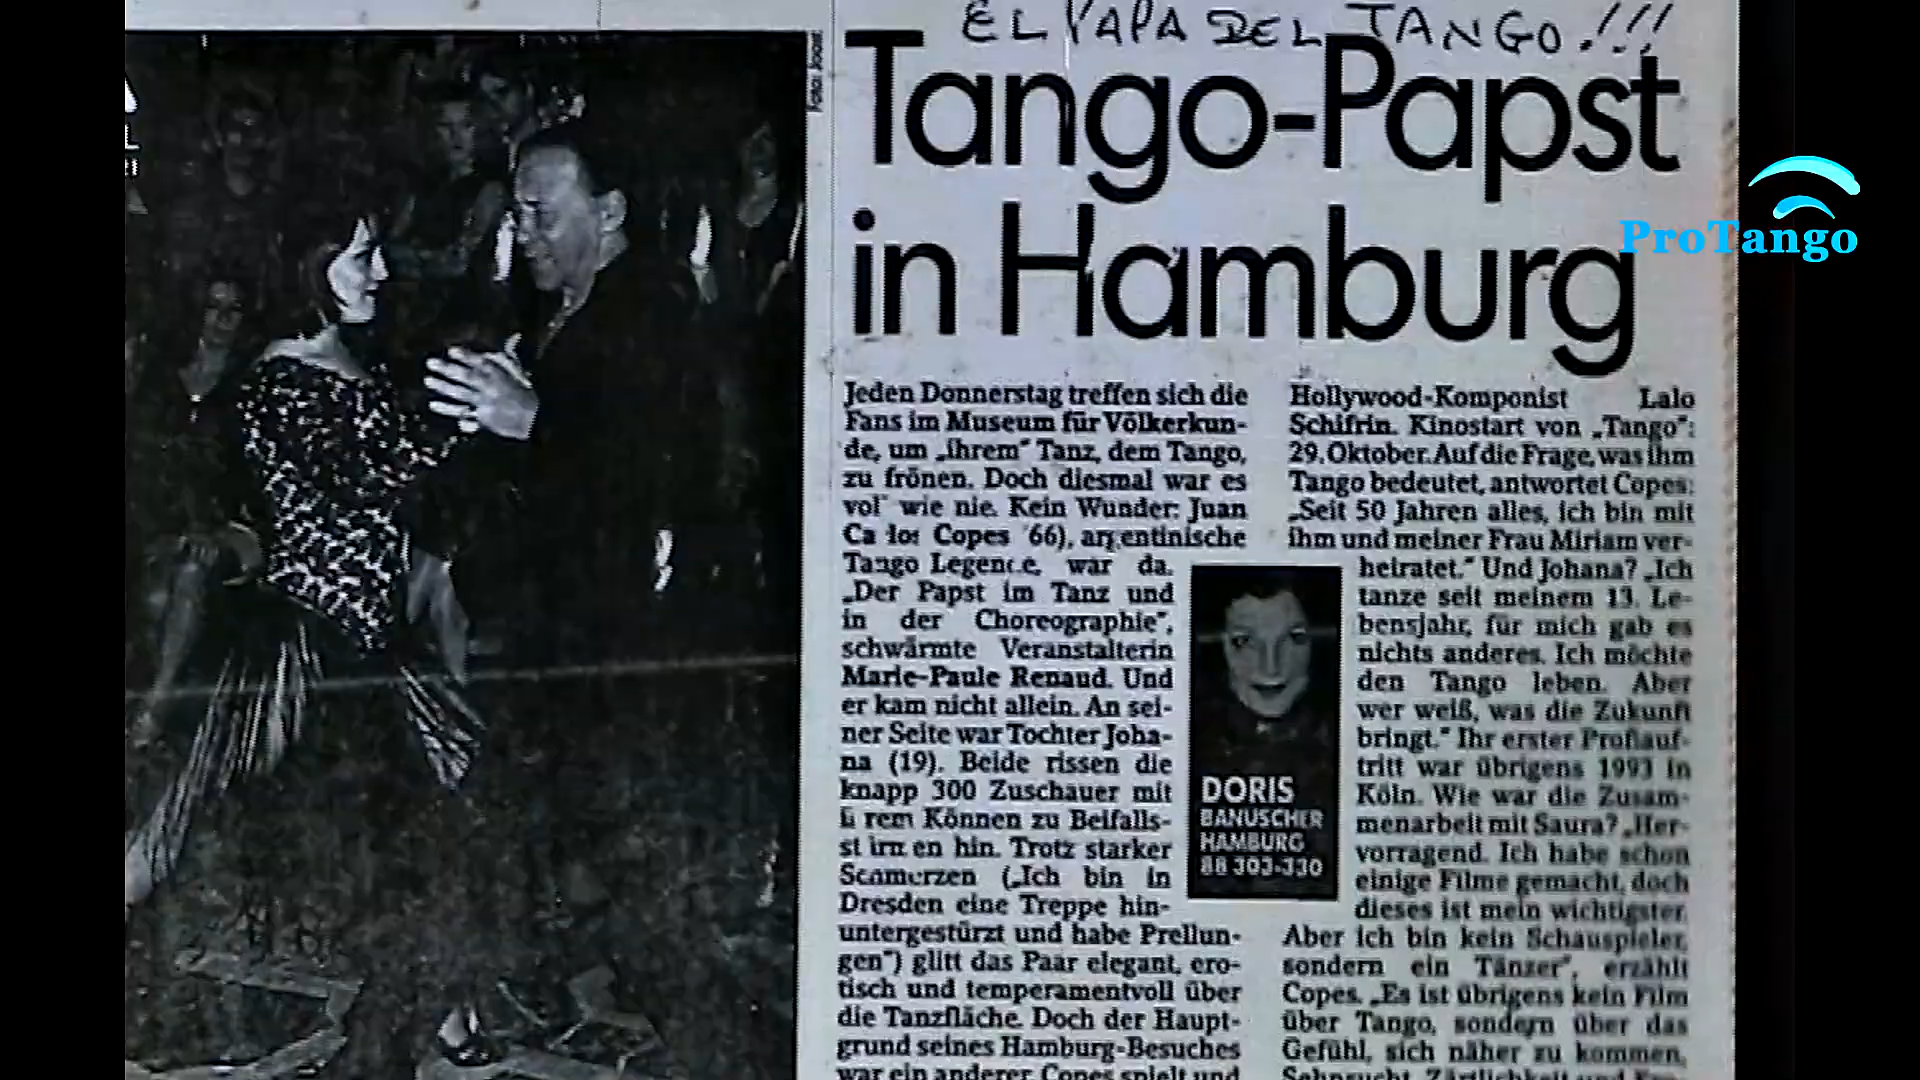 EL PAPA DEL TANGO!!!
Tango-Papst
in Hamburg
Foto: Joost
ProTango
Jeden Donnerstag treffen sich die
Fans im Museum für Völkerkun-
de, um „ihrem“ Tanz, dem Tango,
zu frönen. Doch diesmal war es
wie nie. Kein Wunder: Juan
Copes 66), argentinische
Tango war da.
„Der Papst im Tanz und
in der Choreographie“,
schwärmte Veranstalterin
Marie-Paule Renaud. Und
er kam nicht allein. An sei-
ner Seite war Tochter Joha-
na (19). Beide rissen die
knapp 300 Zuschauer mit
Können zu Beifalls-
hin. Trotz starker
(„Ich bin in
Dresden eine Treppe hin-
untergestürzt und habe Prellun-
gen“) glitt das Paar elegant, ero-
tisch und temperamentvoll über
die Tanzfläche. Doch der Haupt-
grund seines Hamburg-Besuches
war ein anderer. Copes spielt und
DORIS
BANUSCHER
HAMBURG
88 303-330
Hollywood-Komponist Lalo
Schifrin. Kinostart von „Tango“:
29. Oktober. Auf die Frage, was ihm
Tango bedeutet, antwortet Copes:
„Seit 50 Jahren alles, ich bin mit
ihm und meiner Frau Miriam ver-
heiratet.“ Und Johana? „Ich
tanze seit meinem 13. Le-
bensjahr, für mich gab es
nichts anderes. Ich möchte
den Tango leben. Aber
wer weiß, was die Zukunft
bringt.“ Ihr erster Profiauf-
tritt war übrigens 1993 in
Köln. Wie war die Zusam-
menarbeit mit Saura? „Her-
vorragend. Ich habe schon
einige Filme gemacht, doch
dieses ist mein wichtigster.
Aber ich bin kein Schauspieler,
sondern ein Tänzer“, erzählt
Copes. „Es ist übrigens kein Film
über Tango, sondern über das
Gefühl, sich näher zu kommen,
Sehnsucht, Zärtlichkeit und